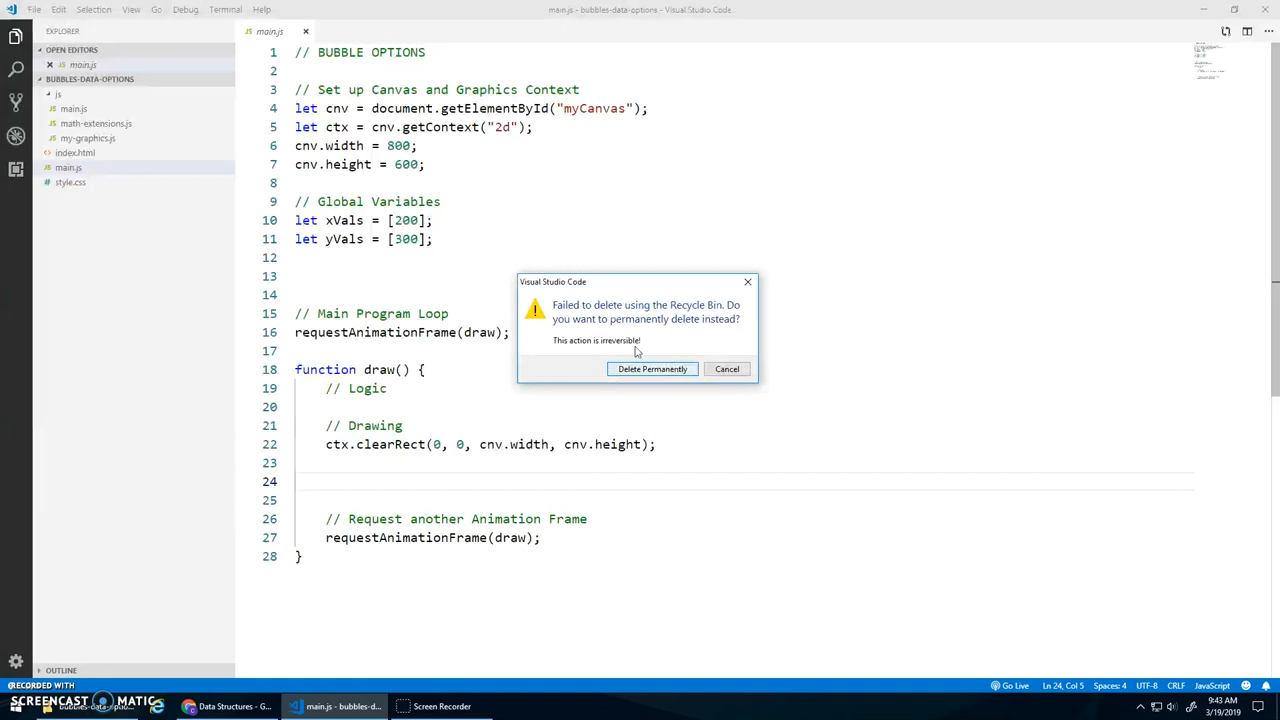 File Edit Selection View Go Debug Terminal Help
main.js - bubbles-data-options - Visual Studio Code
EXPLORER
main.js
OPEN EDITORS
main.js
BUBBLES-DATA-OPTIONS
js
JS main.js
JS math-extensions.js
JS my-graphics.js
<> index.html
JS main.js
# style.css
1 // BUBBLE OPTIONS
2
3 // Set up Canvas and Graphics Context
4 let cnv = document.getElementById("myCanvas");
5 let ctx = cnv.getContext("2d");
6 cnv.width = 800;
7 cnv.height = 600;
8
9 // Global Variables
10 let xVals = [200];
11 let yVals = [300];
12
13
14
15 // Main Program Loop
16 requestAnimationFrame(draw);
17
18 function draw() {
19 // Logic
20
21 // Drawing
22 ctx.clearRect(0, 0, cnv.width, cnv.height);
23
24
25
26 // Request another Animation Frame
27 requestAnimationFrame(draw);
28 }
Visual Studio Code
Failed to delete using the Recycle Bin. Do
you want to permanently delete instead?
This action is irreversible!
Delete Permanently Cancel
OUTLINE
RECORDED WITH
SCREENCAST MATIC
Go Live Ln 24, Col 5 Spaces: 4 UTF-8 CRLF JavaScript
Data Structures - G...
main.js - bubbles-d...
Screen Recorder
9:43 AM
3/19/2019